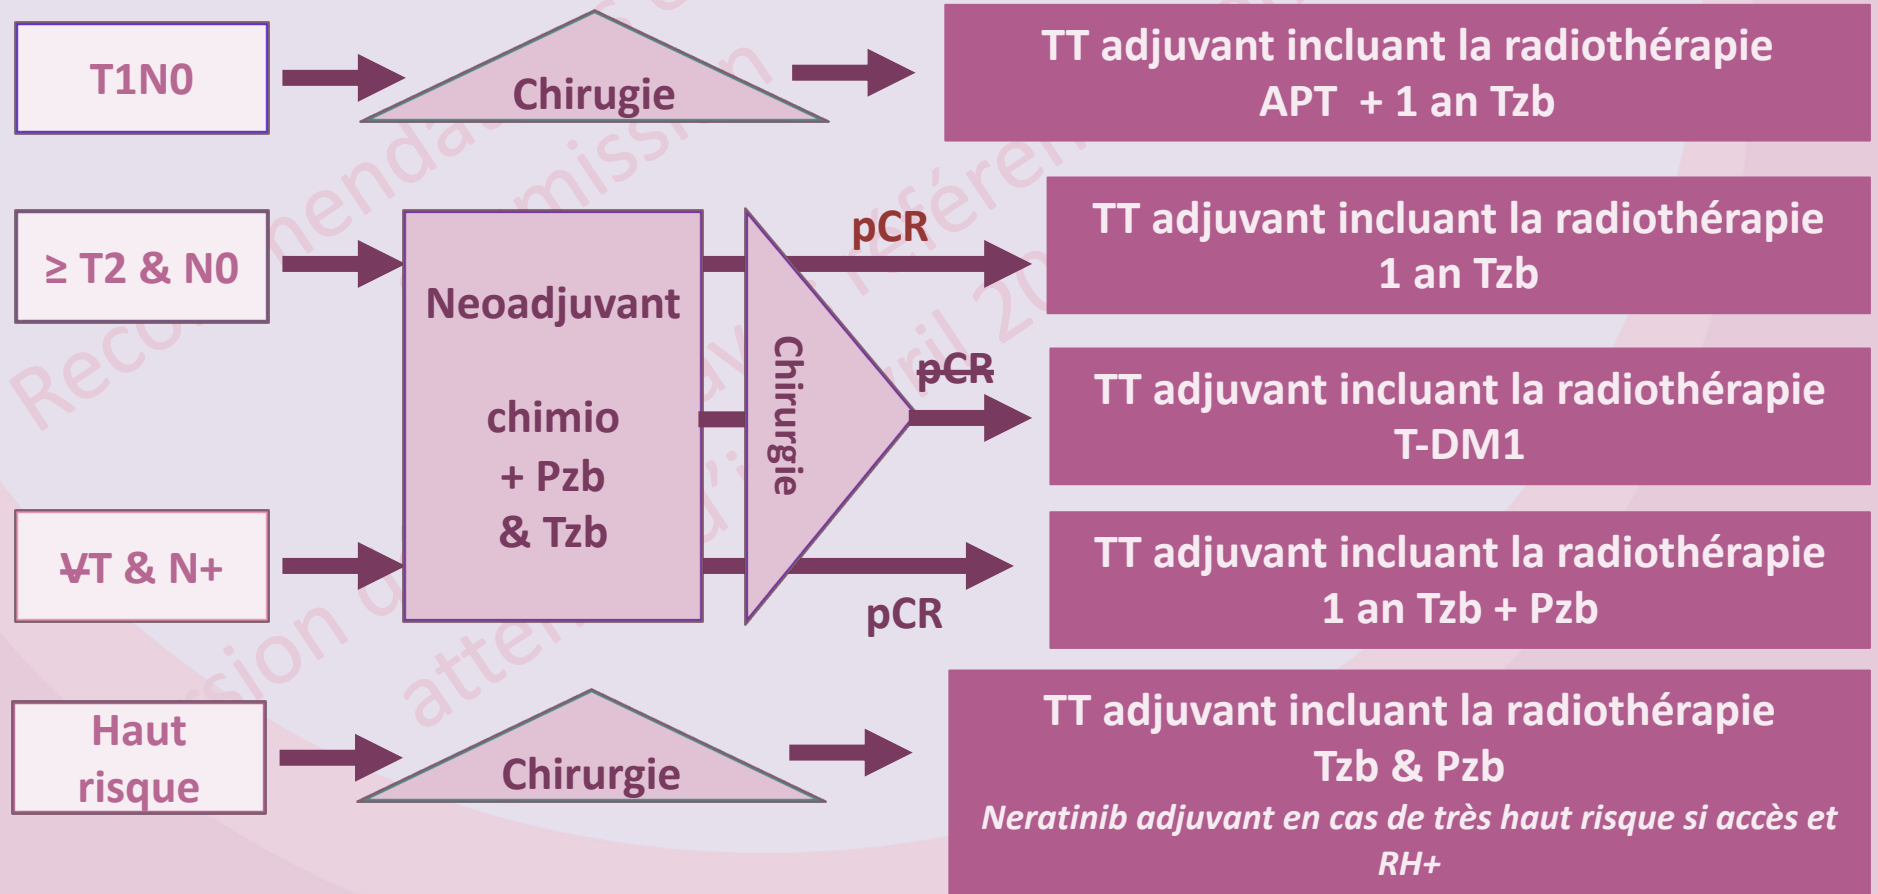 T1N0
Chirugie
TT adjuvant incluant la radiothérapie
APT + 1 an Tzb
≥ T2 & N0
Neoadjuvant
chimio
+ Pzb
& Tzb
Chirurgie
pCR
TT adjuvant incluant la radiothérapie
1 an Tzb
pCR
TT adjuvant incluant la radiothérapie
T-DM1
∀T & N+
pCR
TT adjuvant incluant la radiothérapie
1 an Tzb + Pzb
Haut
risque
Chirurgie
TT adjuvant incluant la radiothérapie
Tzb & Pzb
Neratinib adjuvant en cas de très haut risque si accès et
RH+